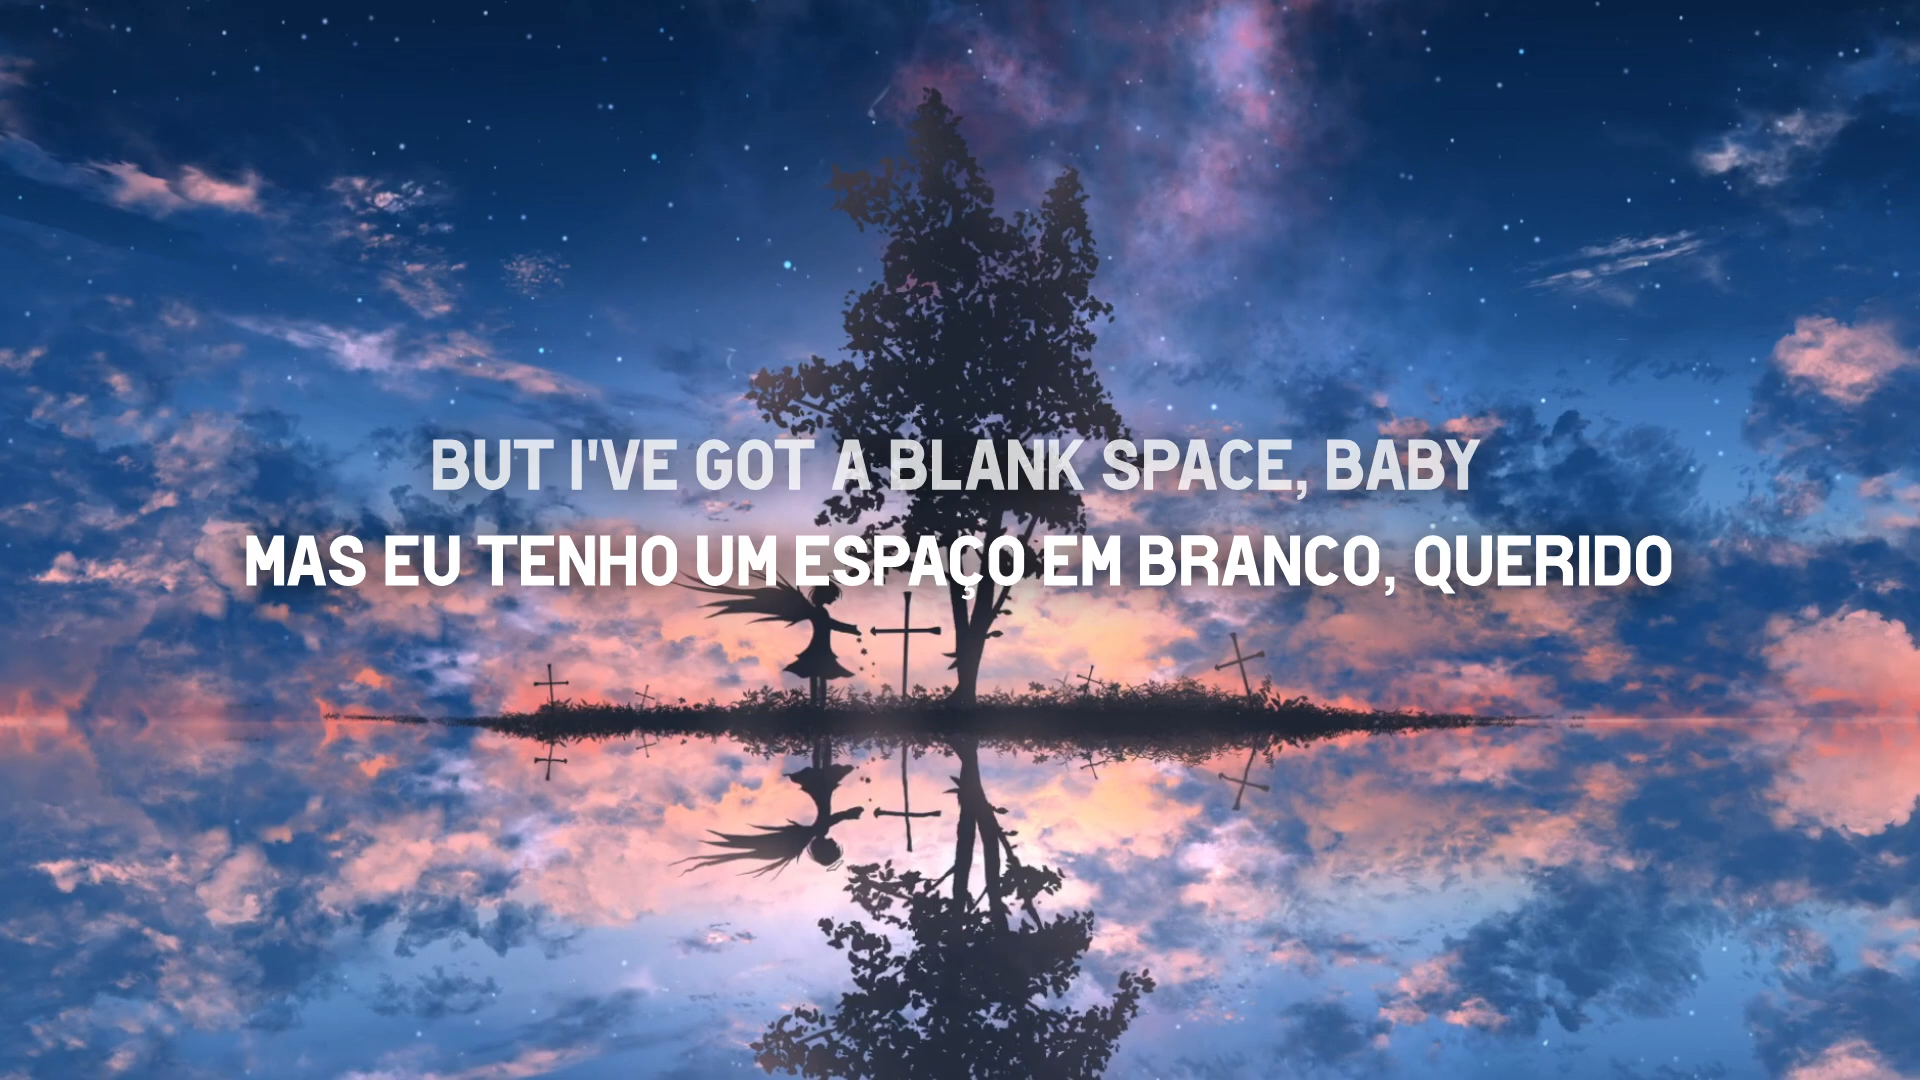 BUT I'VE GOT A BLANK SPACE, BABY
MAS EU TENHO UM ESPAÇO EM BRANCO, QUERIDO